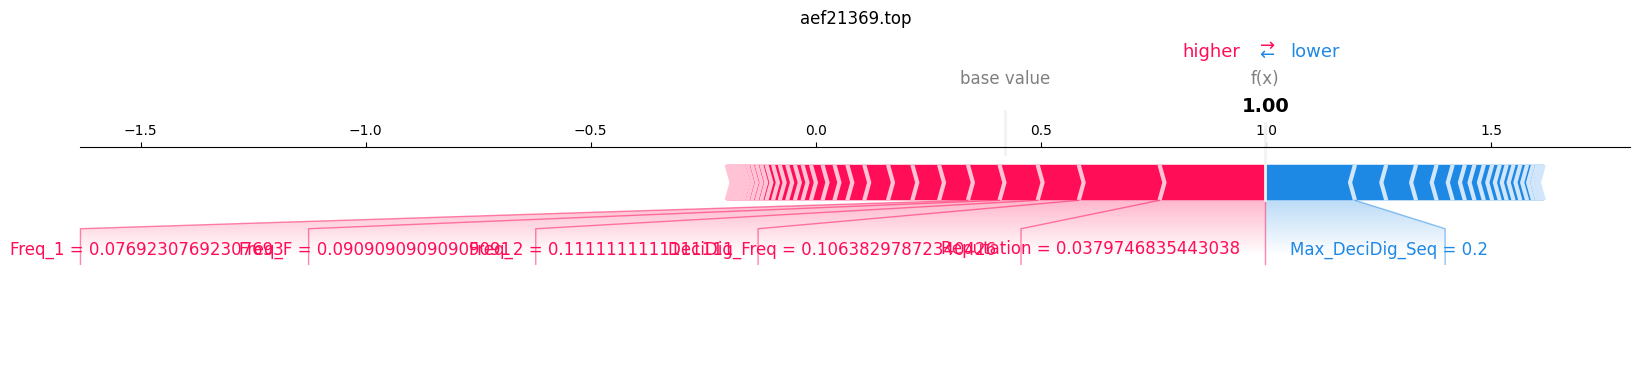 aef21369.top
higher → ← lower
base value f(x)
1.00
−1.5 −1.0 −0.5 0.0 0.5 1.0 1.5
Freq_1 = 0.07692307692307693 Freq_F = 0.09090909090909091 Freq_2 = 0.1111111111111111 DeciDig_Freq = 0.10638297872340426 Reputation = 0.0379746835443038 Max_DeciDig_Seq = 0.2